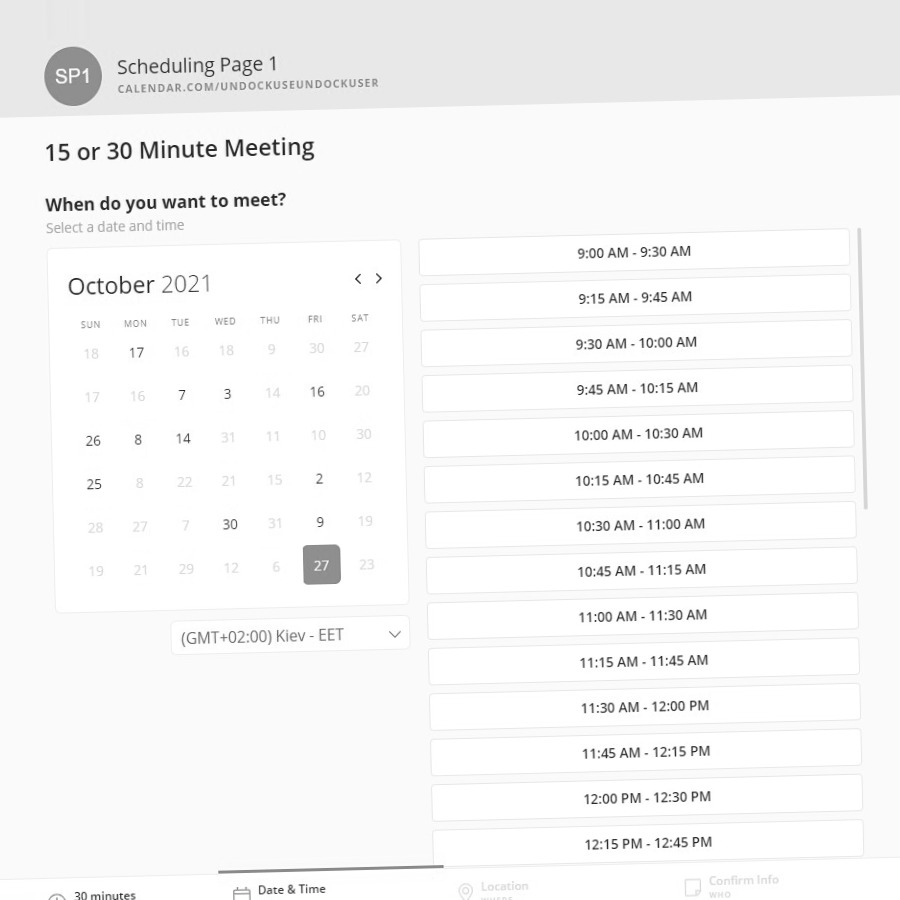 SP1
Scheduling Page 1
CALENDAR.COM/UNDOCKUSEUNDOCKUSER
15 or 30 Minute Meeting
When do you want to meet?
Select a date and time
October 2021
SUN MON TUE WED THU FRI SAT
18 17 16 18 9 30 27
17 16 7 3 14 16 20
26 8 14 31 11 10 30
25 8 22 21 15 2 12
28 27 7 30 31 9 19
19 21 29 12 6 27 23
(GMT+02:00) Kiev - EET
9:00 AM - 9:30 AM
9:15 AM - 9:45 AM
9:30 AM - 10:00 AM
9:45 AM - 10:15 AM
10:00 AM - 10:30 AM
10:15 AM - 10:45 AM
10:30 AM - 11:00 AM
10:45 AM - 11:15 AM
11:00 AM - 11:30 AM
11:15 AM - 11:45 AM
11:30 AM - 12:00 PM
11:45 AM - 12:15 PM
12:00 PM - 12:30 PM
12:15 PM - 12:45 PM
30 minutes
Date & Time
Location
WHERE
Confirm Info
WHO